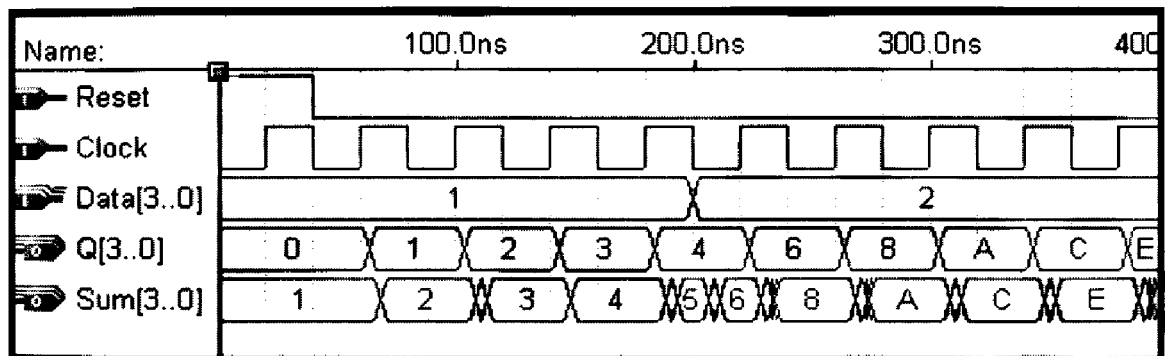 Name: 100.0ns 200.0ns 300.0ns 400
Reset
Clock
Data[3..0] 1 2
Q[3..0] 0 1 2 3 4 6 8 A C E
Sum[3..0] 1 2 3 4 5 6 8 A C E